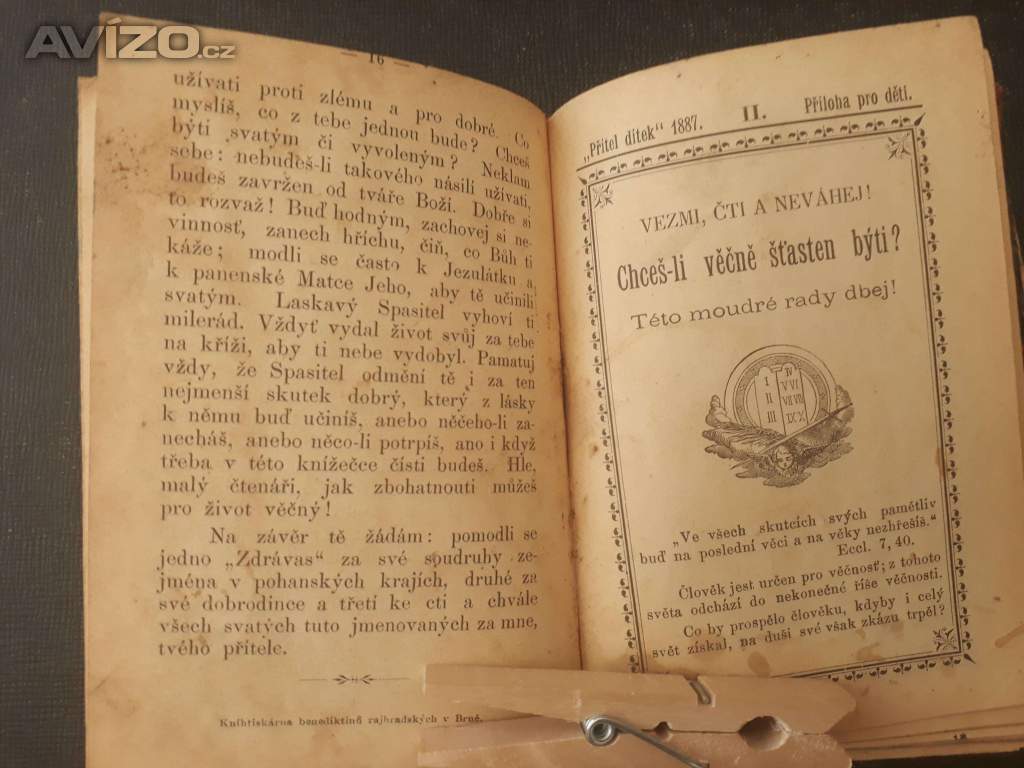 AVÍZO.cz
— 16 —
užívati proti zlému a pro dobré. Co
myslíš, co z tebe jednou bude? Chceš
býti svatým či vyvoleným? Neklam
sebe: nebudeš-li takového násilí užívati,
budeš zavržen od tváře Boží. Dobře si
to rozvaž! Buď hodným, zachovej si ne-
vinnosť, zanech hříchu, čiň, co Bůh ti
káže; modli se často k Jezulátku a
k panenské Matce Jeho, aby tě učinili
svatým. Laskavý Spasitel vyhoví ti
milerád. Vždyť vydal život svůj za tebe
na kříži, aby ti nebe vydobyl. Pamatuj
vždy, že Spasitel odmění tě i za ten
nejmenší skutek dobrý, který z lásky
k němu buď učiníš, anebo něčeho-li za-
necháš, anebo něco-li potrpíš, ano i když
třeba v této knížečce čísti budeš. Hle,
malý čtenáři, jak zbohatnouti můžeš
pro život věčný!
Na závěr tě žádám: pomodli se
jedno „Zdrávas“ za své soudruhy ze-
jména v pohanských krajích, druhé za
své dobrodince a třetí ke cti a chvále
všech svatých tuto jmenovaných za mne,
tvého přítele.
Knihtiskárna benediktinů rajhradských v Brně.
„Přítel dítek“ 1887. II. Příloha pro děti.
VEZMI, ČTI A NEVÁHEJ!
Chceš-li věčně šťasten býti?
Této moudré rady dbej!
I IV
II V VI
III VII VIII
IX X
„Ve všech skutcích svých pamětliv
buď na poslední věci a na věky nezhřešíš.“
Eccl. 7, 40.
Člověk jest určen pro věčnosť; z tohoto
světa odchází do nekonečné říše věčnosti.
Co by prospělo člověku, kdyby i celý
svět získal, na duši své však zkázu trpěl?